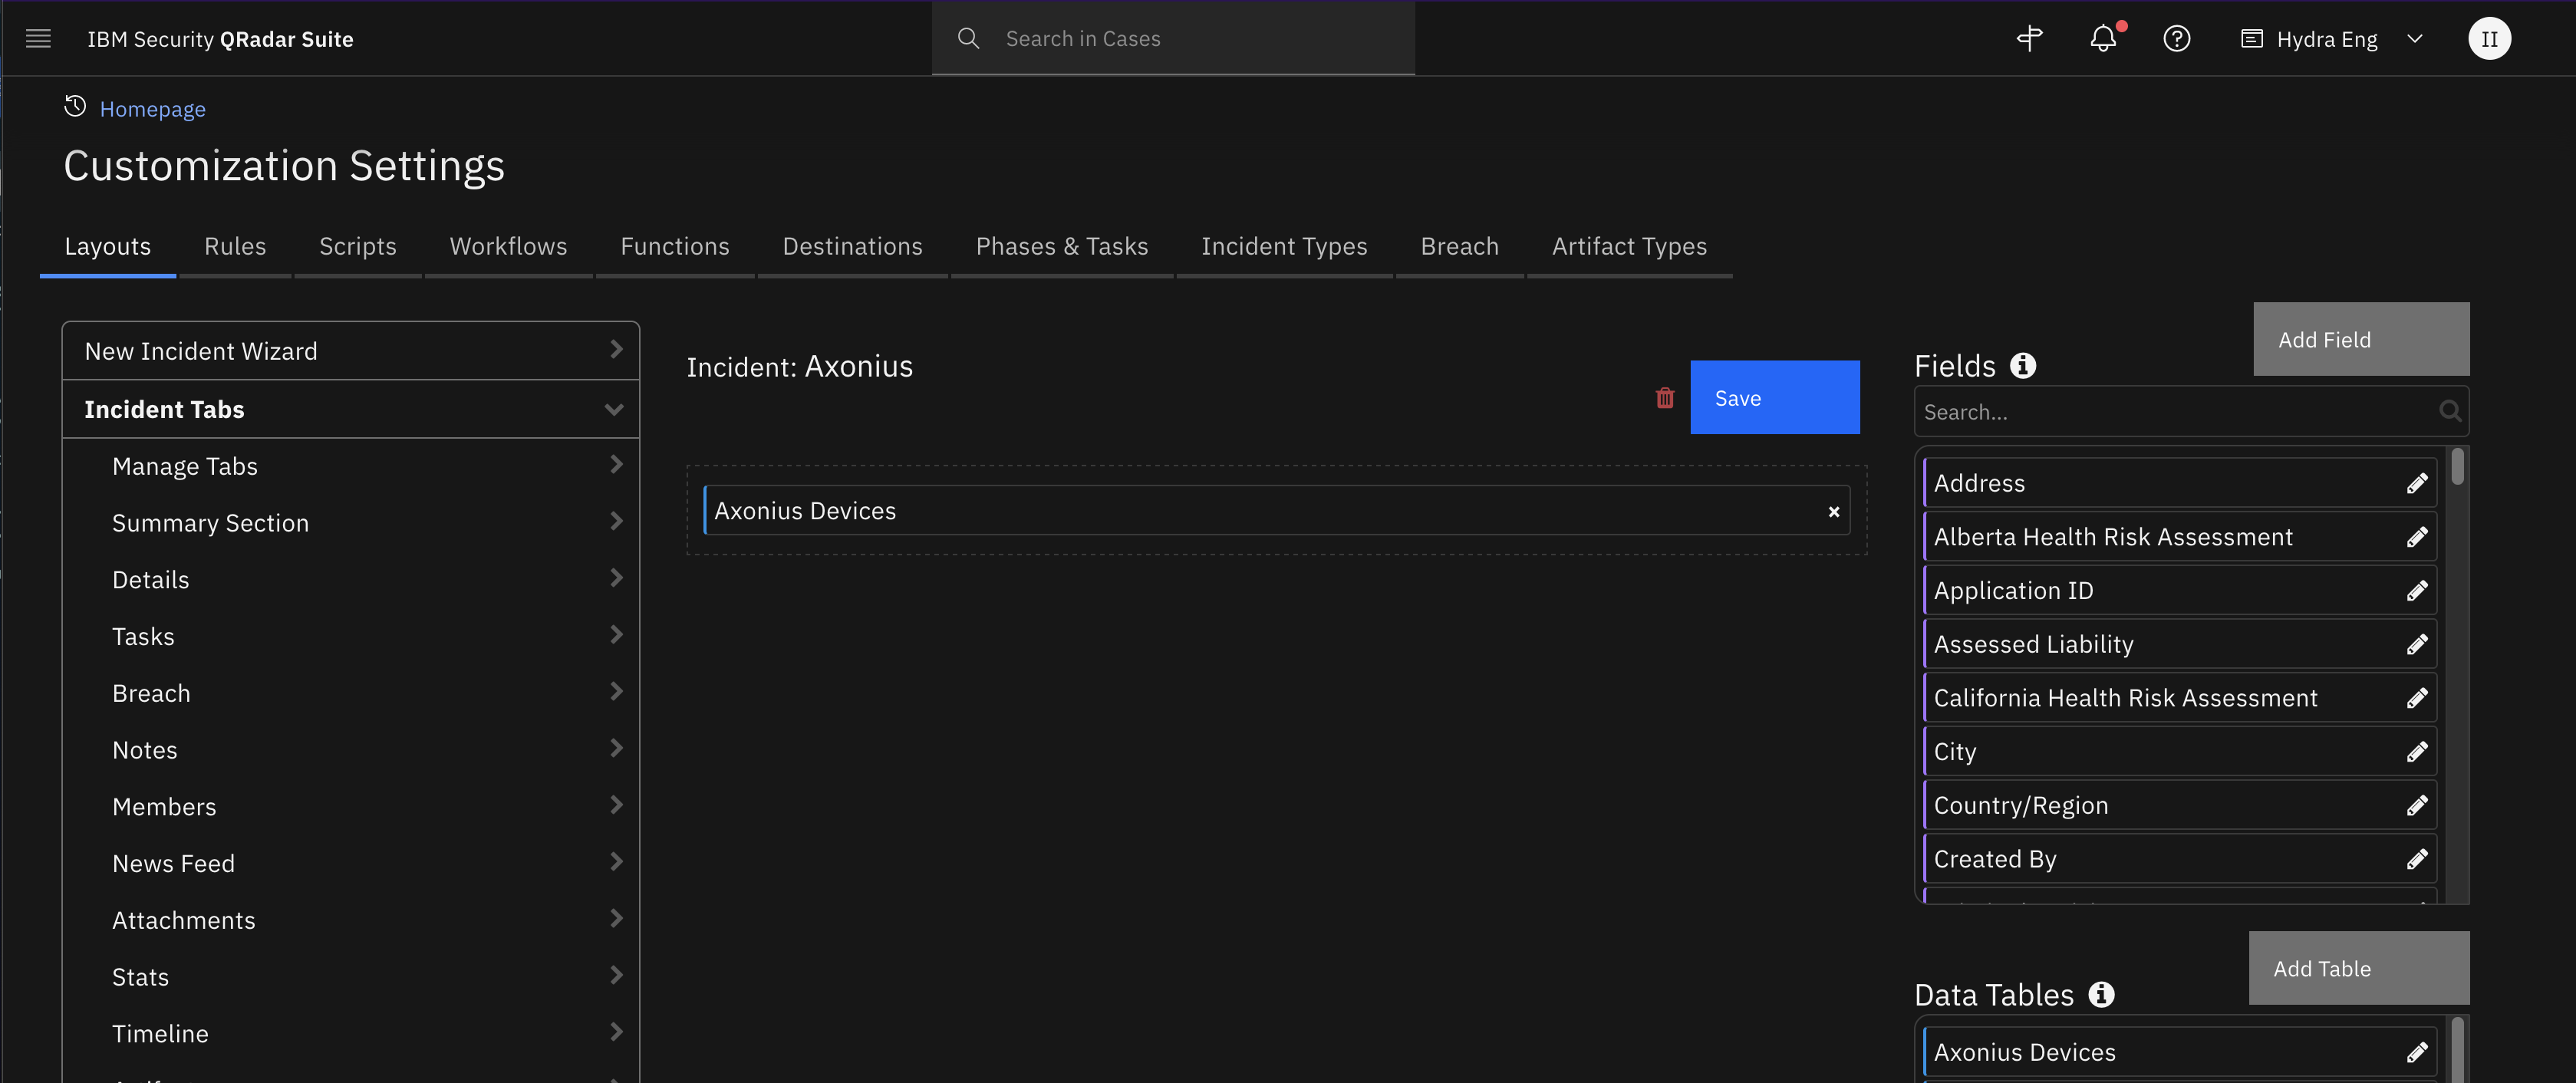 IBM Security QRadar Suite
Search in Cases
Hydra Eng
II
Homepage
Customization Settings
Layouts
Rules
Scripts
Workflows
Functions
Destinations
Phases & Tasks
Incident Types
Breach
Artifact Types
New Incident Wizard
Incident Tabs
Manage Tabs
Summary Section
Details
Tasks
Breach
Notes
Members
News Feed
Attachments
Stats
Timeline
Incident: Axonius
Save
Axonius Devices
Add Field
Fields
Search...
Address
Alberta Health Risk Assessment
Application ID
Assessed Liability
California Health Risk Assessment
City
Country/Region
Created By
Add Table
Data Tables
Axonius Devices